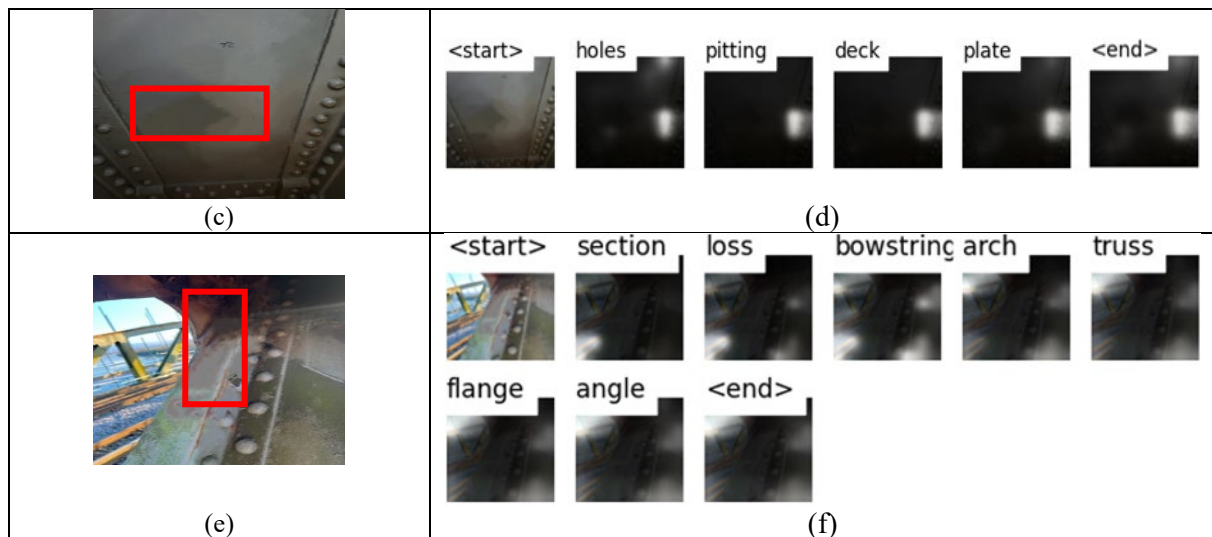 <start> holes pitting deck plate <end>
(c) (d)
<start> section loss bowstring arch truss
flange angle <end>
(e) (f)